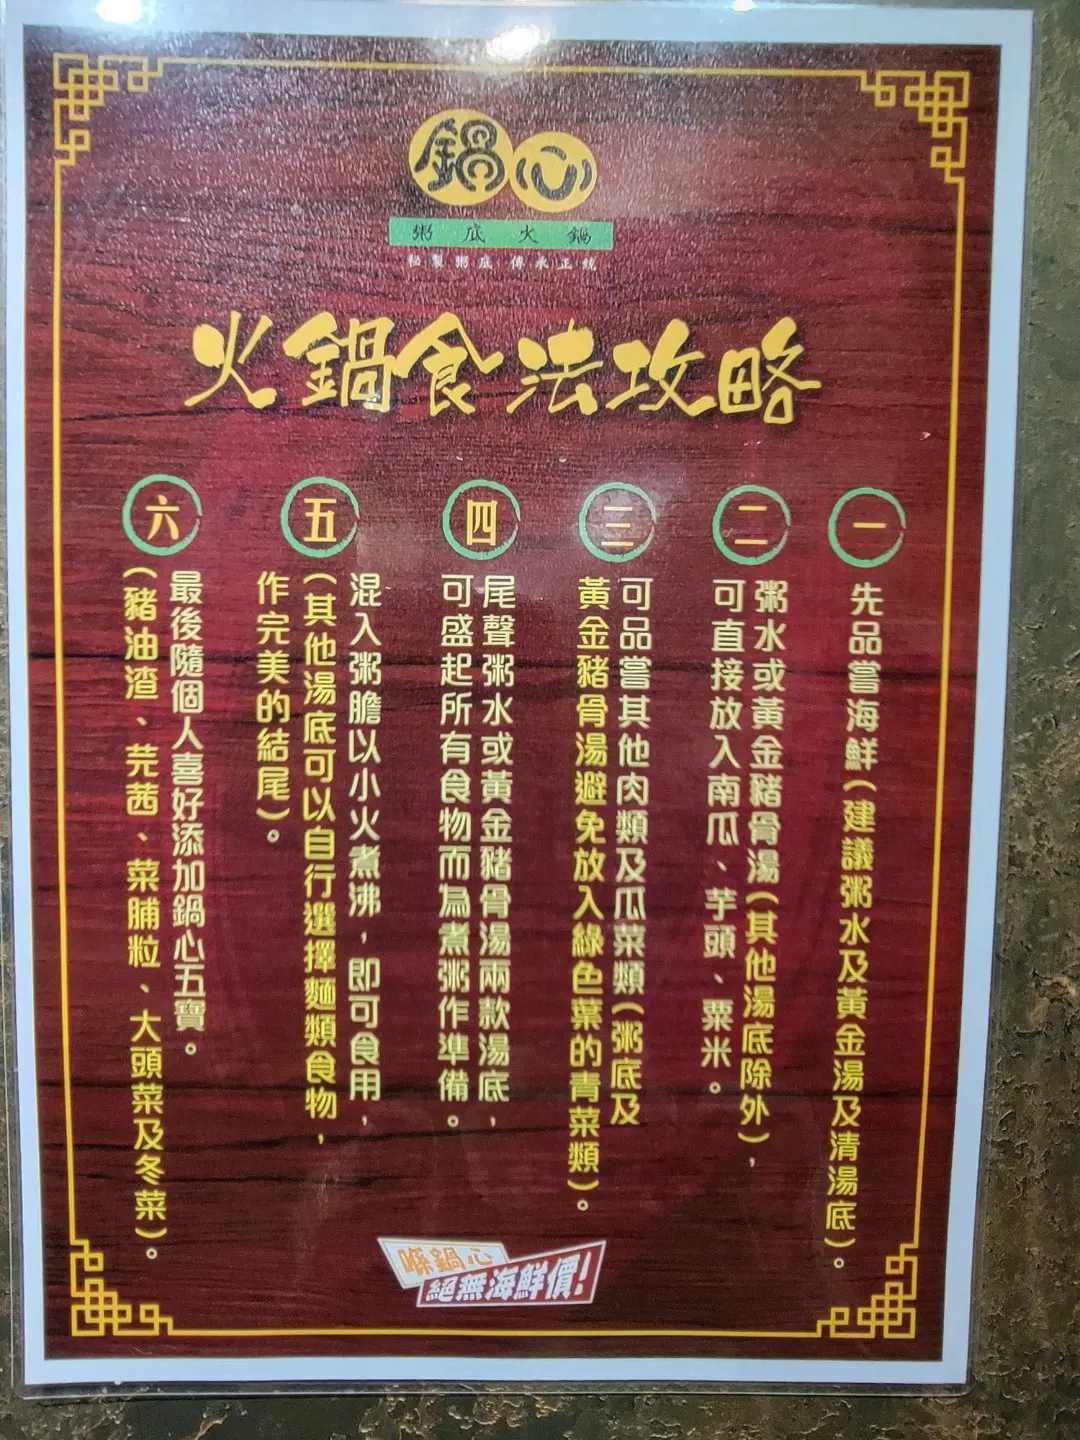 鍋心
粥底火鍋
秘製粥底 傳承正統
火鍋食法攻略
一
先品嘗海鮮(建議粥水及黃金湯及清湯底)。
二
粥水或黃金豬骨湯(其他湯底除外)，
可直接放入南瓜、芋頭、粟米。
三
可品嘗其他肉類及瓜菜類(粥底及
黃金豬骨湯避免放入綠色葉的青菜類)。
四
尾聲粥水或黃金豬骨湯兩款湯底，
可盛起所有食物而為煮粥作準備。
五
混入粥膽以小火煮沸，即可食用，
(其他湯底可以自行選擇麵類食物，
作完美的結尾)。
六
最後隨個人喜好添加鍋心五寶。
(豬油渣、芫茜、菜脯粒、大頭菜及冬菜)。
喺鍋心
絕無海鮮價!